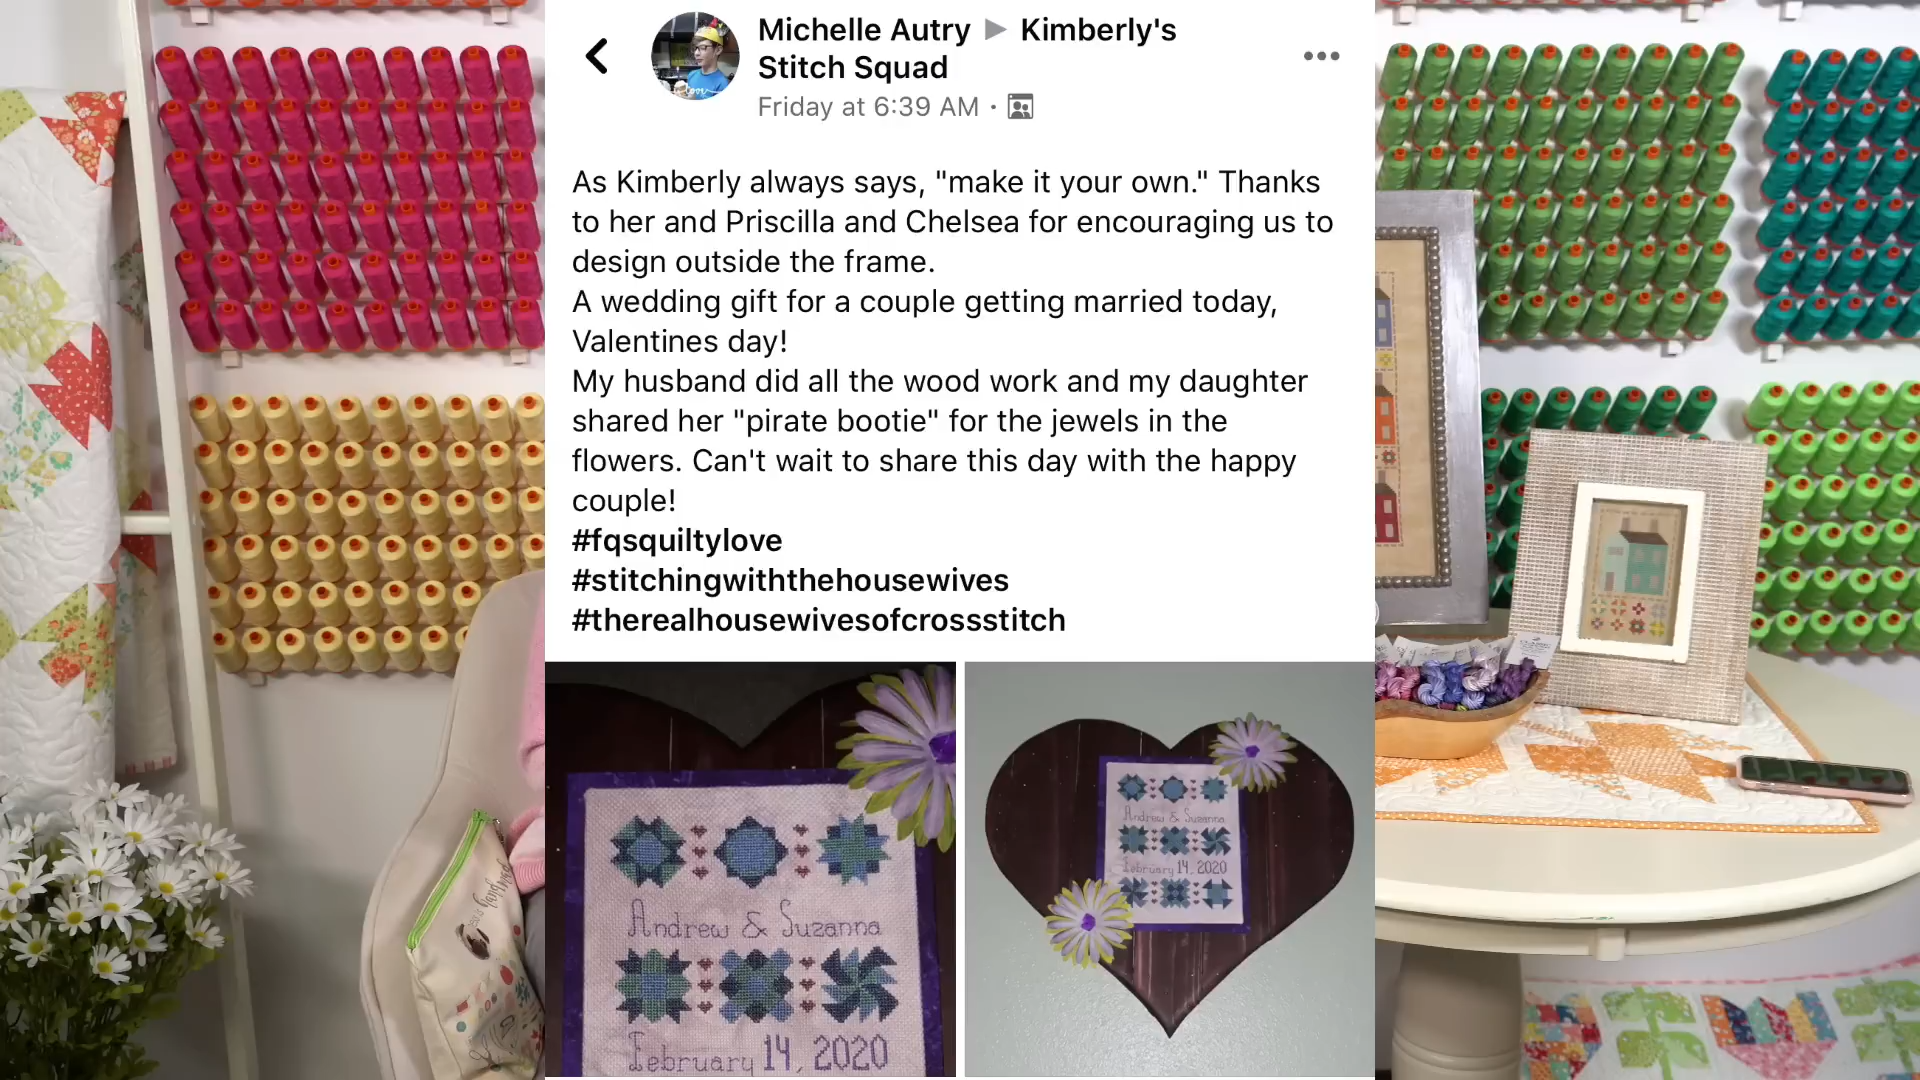 Michelle Autry ▶ Kimberly's
Stitch Squad
Friday at 6:39 AM ·
As Kimberly always says, "make it your own." Thanks
to her and Priscilla and Chelsea for encouraging us to
design outside the frame.
A wedding gift for a couple getting married today,
Valentines day!
My husband did all the wood work and my daughter
shared her "pirate bootie" for the jewels in the
flowers. Can't wait to share this day with the happy
couple!
#fqsquiltylove
#stitchingwiththehousewives
#therealhousewivesofcrossstitch
Andrew & Suzanna
February 14, 2020
Andrew & Suzanna
February 14, 2020